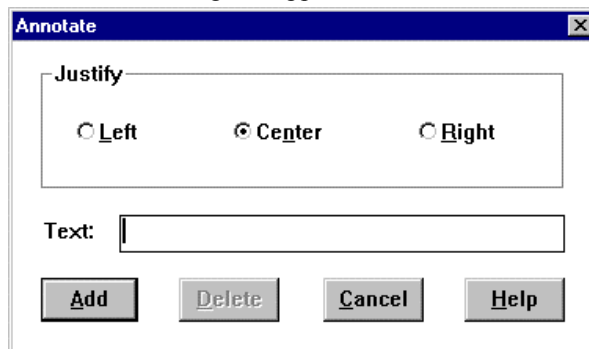 Annotate
Justify
Left Center Right
Text:
Add Delete Cancel Help